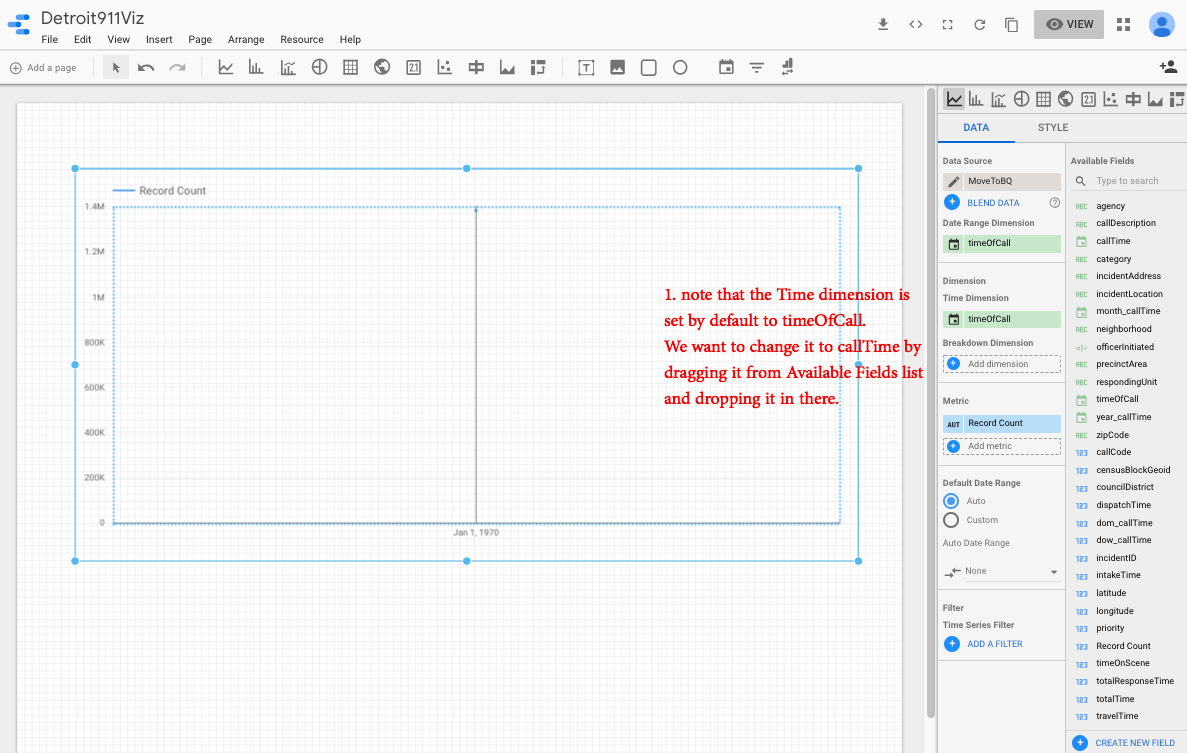 Detroit911Viz
File Edit View Insert Page Arrange Resource Help
VIEW
Add a page
Record Count
1.4M
1.2M
1M
800K
600K
400K
200K
0
Jan 1, 1970
1. note that the Time dimension is
set by default to timeOfCall.
We want to change it to callTime by
dragging it from Available Fields list
and dropping it in there.
DATA STYLE
Data Source
MoveToBQ
BLEND DATA
Date Range Dimension
timeOfCall
Dimension
Time Dimension
timeOfCall
Breakdown Dimension
Add dimension
Metric
AUT Record Count
Add metric
Default Date Range
Auto
Custom
Auto Date Range
None
Filter
Time Series Filter
ADD A FILTER
Available Fields
Type to search
ABC agency
ABC callDescription
callTime
ABC category
ABC incidentAddress
ABC incidentLocation
month_callTime
ABC neighborhood
officerInitiated
ABC precinctArea
ABC respondingUnit
timeOfCall
year_callTime
ABC zipCode
123 callCode
123 censusBlockGeoid
123 councilDistrict
123 dispatchTime
123 dom_callTime
123 dow_callTime
123 incidentID
123 intakeTime
123 latitude
123 longitude
123 priority
123 Record Count
123 timeOnScene
123 totalResponseTime
123 totalTime
123 travelTime
CREATE NEW FIELD